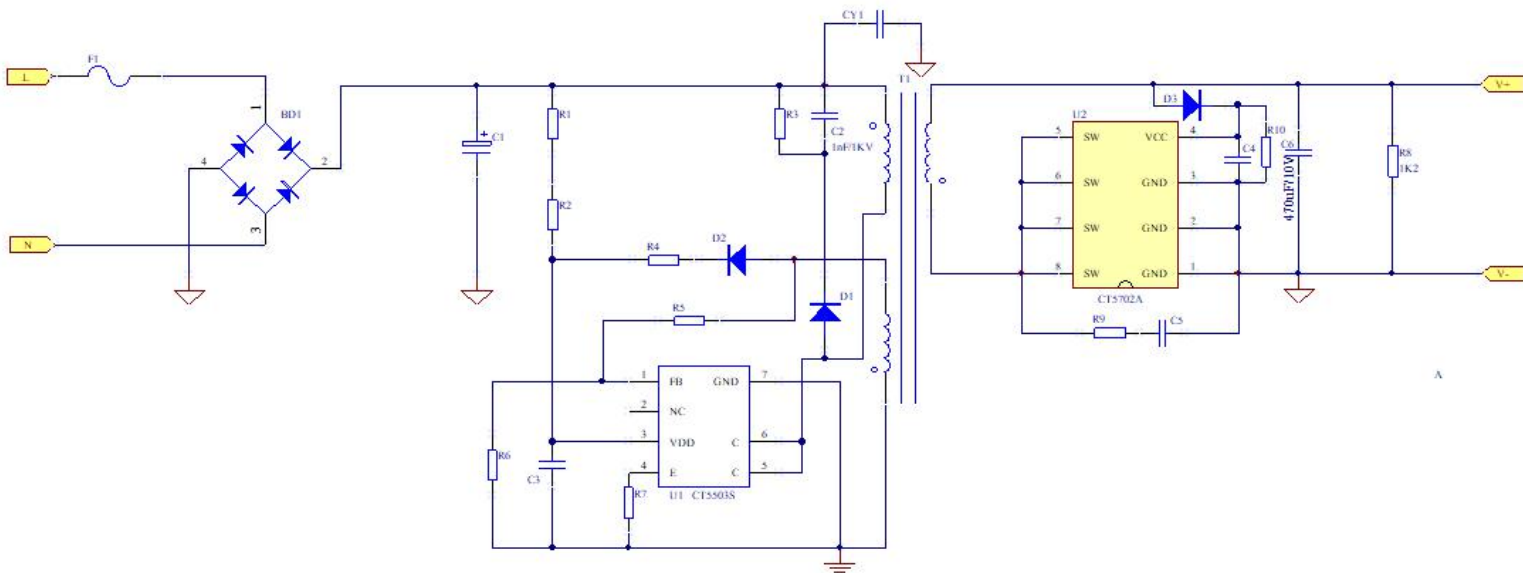 CY1
F1
L
T1
V+
1
BD1
R1
R3
C2
1nF/1KV
C1
D3
U2
R10
5 SW VCC 4
C4
C6
470uF/10V
R8
1K2
4
2
6 SW GND 3
R2
3
N
7 SW GND 2
D2
R4
8 SW GND 1
V-
CT5702A
D1
R5
R9
C5
1 FB GND 7
A
2 NC
3 VDD C 6
R6
C3
4 E C 5
R7
U1 CT5503S